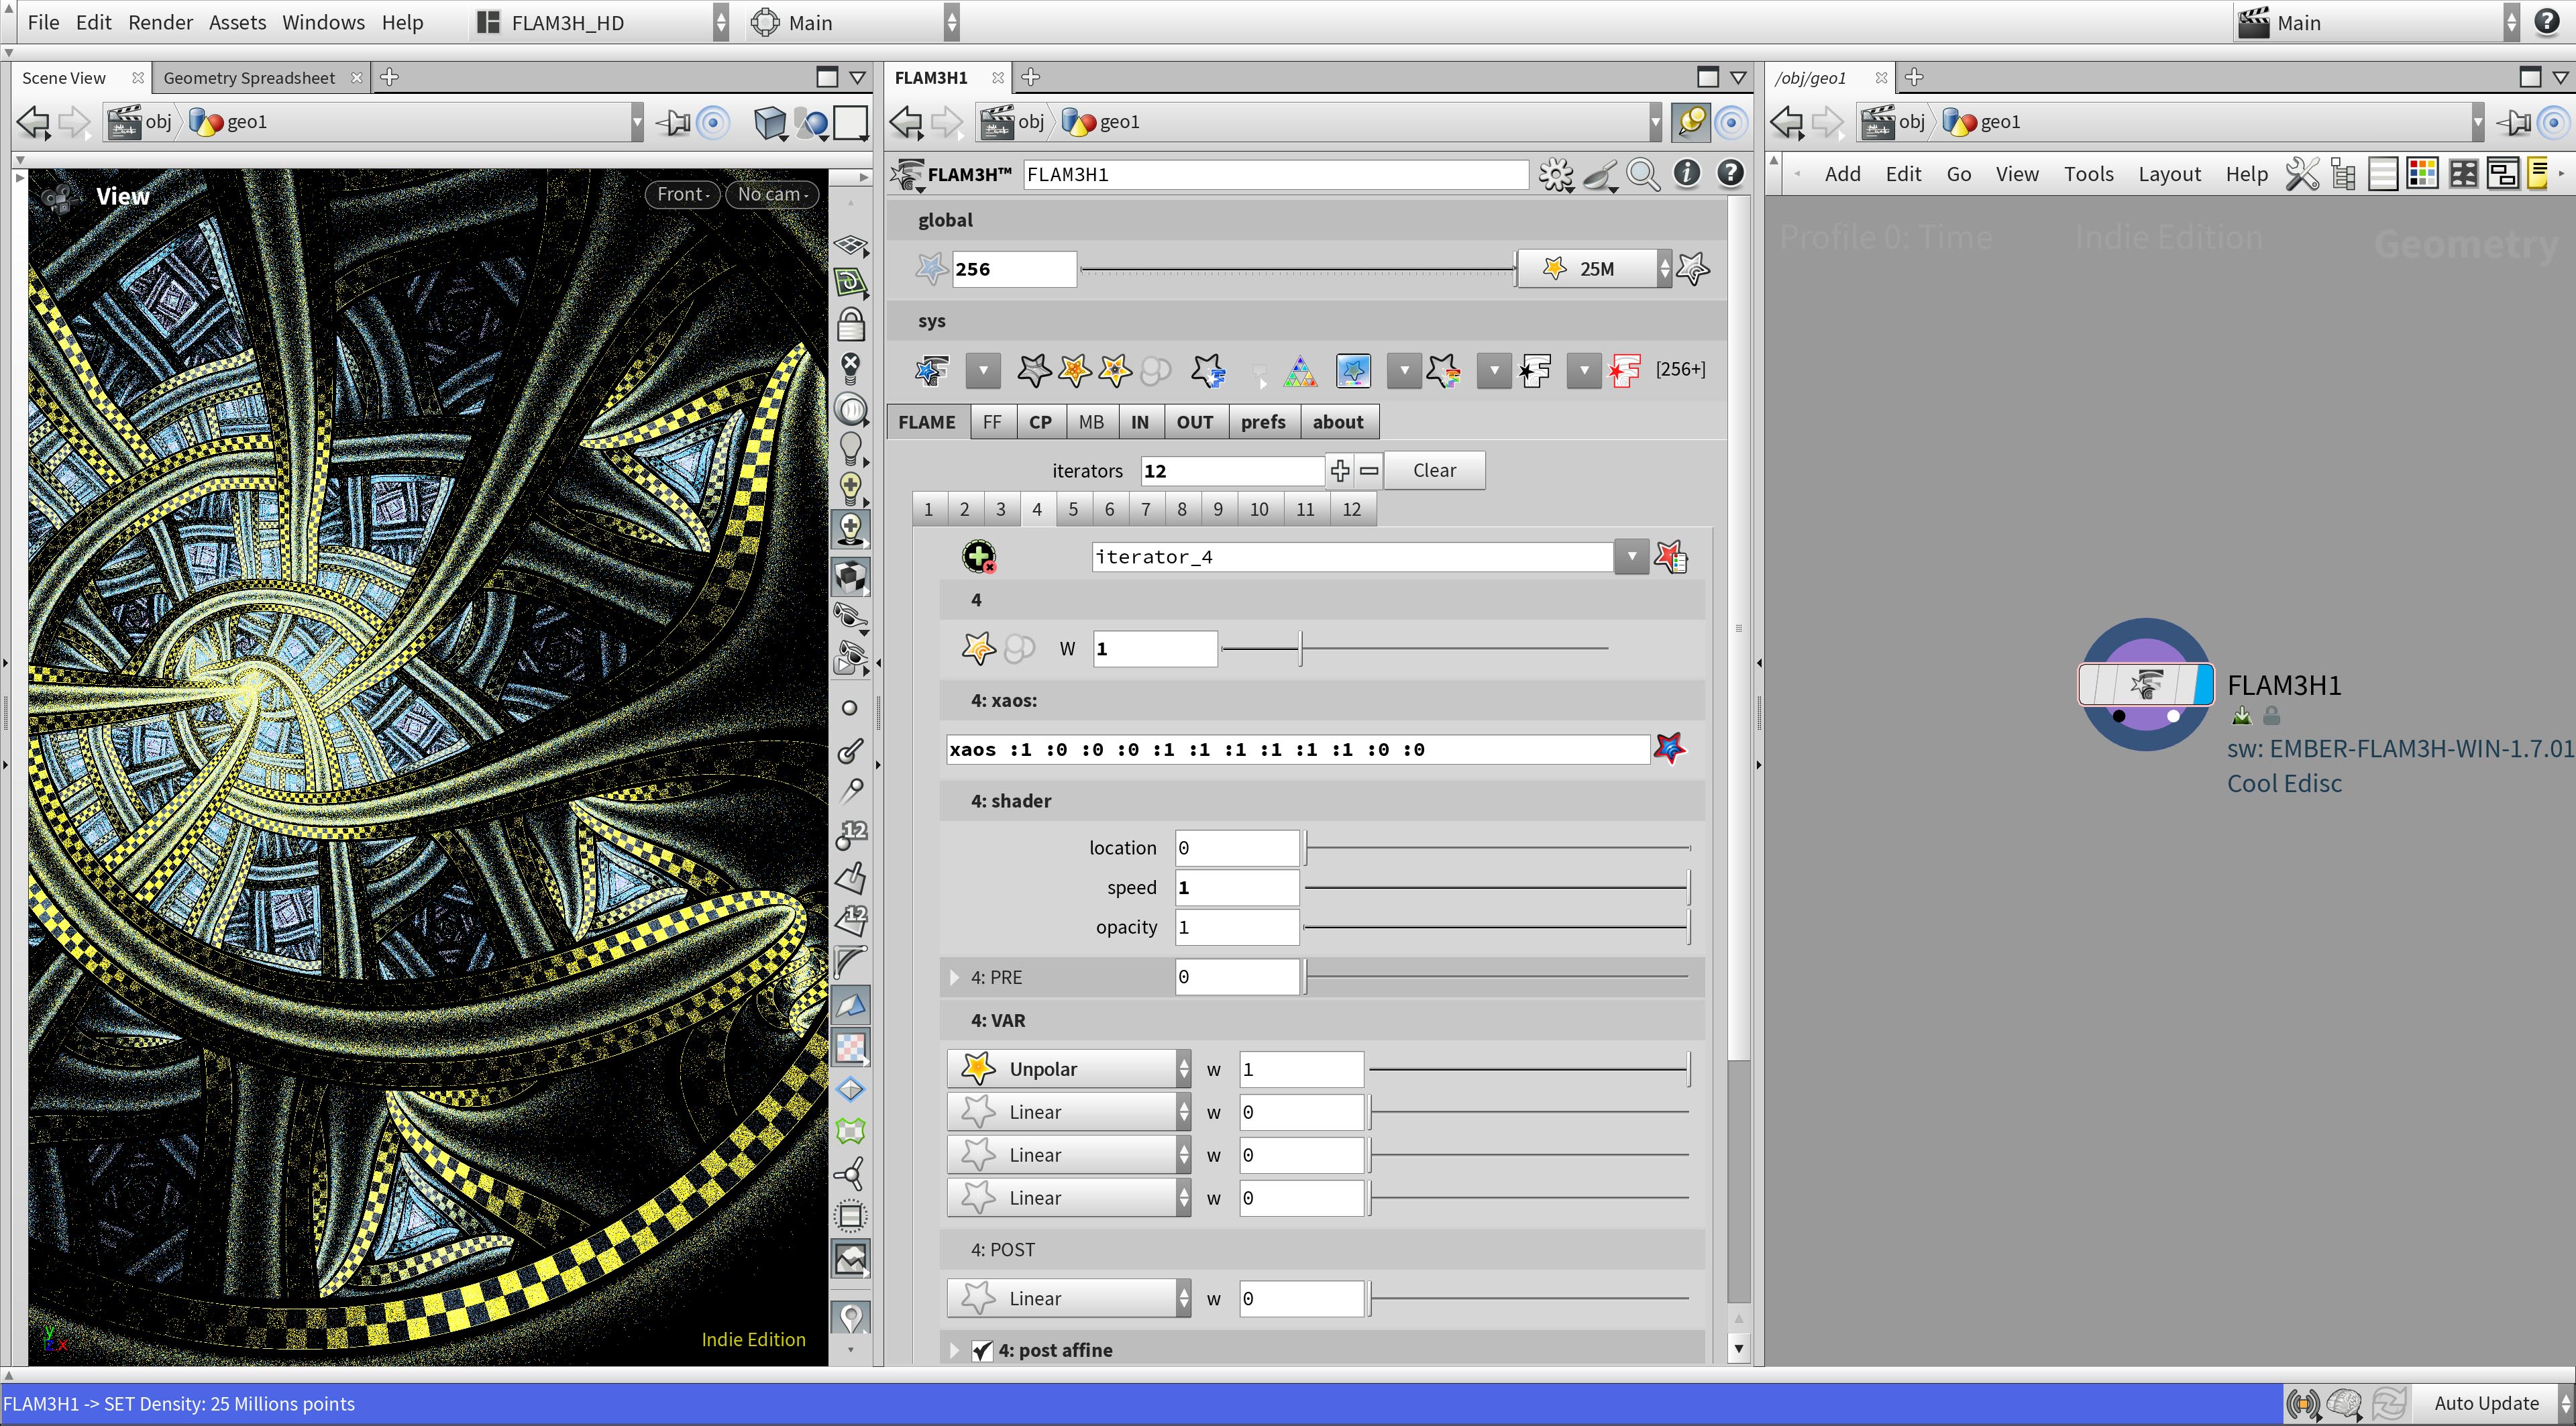 File Edit Render Assets Windows Help FLAM3H_HD Main Main
Scene View Geometry Spreadsheet
obj geo1
View Front No cam
Indie Edition
FLAM3H1
obj geo1
FLAM3H™ FLAM3H1
global
256 25M
sys
[256+]
FLAME FF CP MB IN OUT prefs about
iterators 12 Clear
1 2 3 4 5 6 7 8 9 10 11 12
iterator_4
4
W 1
4: xaos:
xaos :1 :0 :0 :0 :1 :1 :1 :1 :1 :1 :0 :0
4: shader
location 0
speed 1
opacity 1
4: PRE 0
4: VAR
Unpolar w 1
Linear w 0
Linear w 0
Linear w 0
4: POST
Linear w 0
4: post affine
/obj/geo1
obj geo1
Add Edit Go View Tools Layout Help
Profile 0: Time Indie Edition Geometry
FLAM3H1
sw: EMBER-FLAM3H-WIN-1.7.01
Cool Edisc
12
12
y
z x
FLAM3H1 -> SET Density: 25 Millions points
Auto Update